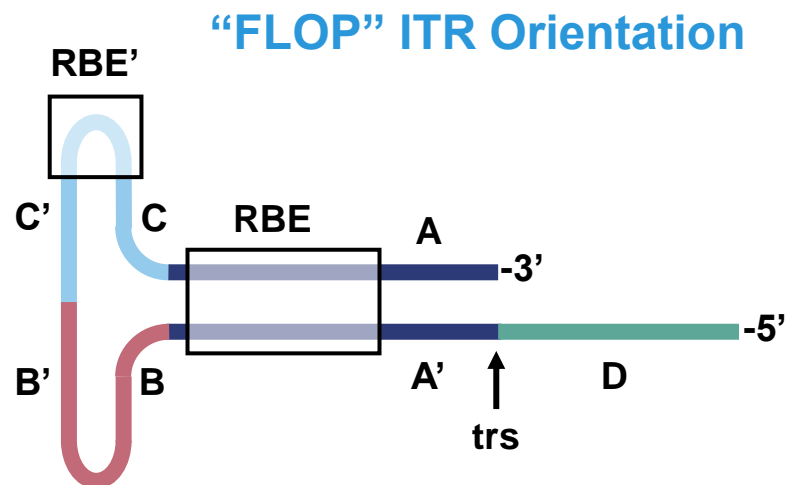 “FLOP” ITR Orientation
RBE’
C’
C
RBE
A
-3’
-5’
B’
B
A’
D
trs